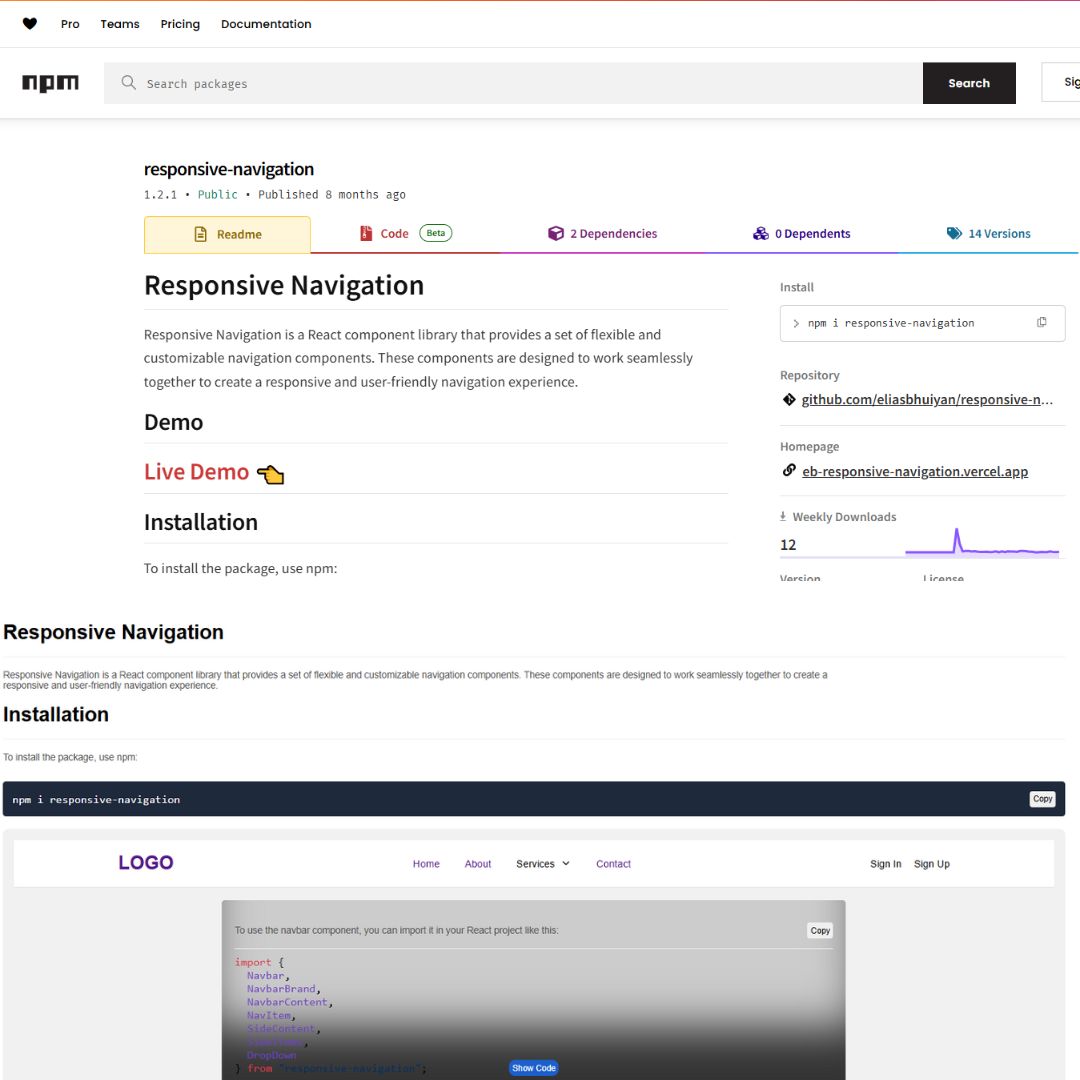 Pro Teams Pricing Documentation
npm Search packages Search Sig
responsive-navigation
1.2.1 • Public • Published 8 months ago
Readme Code Beta 2 Dependencies 0 Dependents 14 Versions
Responsive Navigation
Responsive Navigation is a React component library that provides a set of flexible and
customizable navigation components. These components are designed to work seamlessly
together to create a responsive and user-friendly navigation experience.
Demo
Live Demo 👈
Installation
To install the package, use npm:
Install
> npm i responsive-navigation
Repository
github.com/eliasbhuiyan/responsive-n...
Homepage
eb-responsive-navigation.vercel.app
Weekly Downloads
12
Version License
Responsive Navigation
Responsive Navigation is a React component library that provides a set of flexible and customizable navigation components. These components are designed to work seamlessly together to create a
responsive and user-friendly navigation experience.
Installation
To install the package, use npm:
npm i responsive-navigation Copy
LOGO Home About Services Contact Sign In Sign Up
To use the navbar component, you can import it in your React project like this: Copy
import {
Navbar,
NavbarBrand,
NavbarContent,
NavItem,
SideContent,
DropDown
} from "responsive-navigation";
Show Code